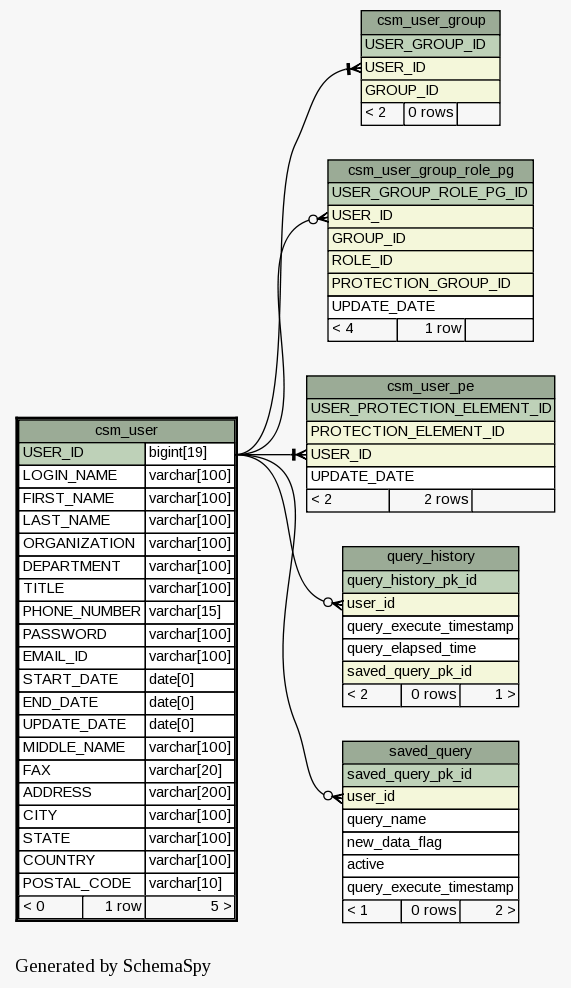 csm_user_group
USER_GROUP_ID
USER_ID
GROUP_ID
< 2 0 rows
csm_user_group_role_pg
USER_GROUP_ROLE_PG_ID
USER_ID
GROUP_ID
ROLE_ID
PROTECTION_GROUP_ID
UPDATE_DATE
< 4 1 row
csm_user_pe
USER_PROTECTION_ELEMENT_ID
PROTECTION_ELEMENT_ID
USER_ID
UPDATE_DATE
< 2 2 rows
csm_user
USER_ID bigint[19]
LOGIN_NAME varchar[100]
FIRST_NAME varchar[100]
LAST_NAME varchar[100]
ORGANIZATION varchar[100]
DEPARTMENT varchar[100]
TITLE varchar[100]
PHONE_NUMBER varchar[15]
PASSWORD varchar[100]
EMAIL_ID varchar[100]
START_DATE date[0]
END_DATE date[0]
UPDATE_DATE date[0]
MIDDLE_NAME varchar[100]
FAX varchar[20]
ADDRESS varchar[200]
CITY varchar[100]
STATE varchar[100]
COUNTRY varchar[100]
POSTAL_CODE varchar[10]
< 0 1 row 5 >
query_history
query_history_pk_id
user_id
query_execute_timestamp
query_elapsed_time
saved_query_pk_id
< 2 0 rows 1 >
saved_query
saved_query_pk_id
user_id
query_name
new_data_flag
active
query_execute_timestamp
< 1 0 rows 2 >
Generated by SchemaSpy